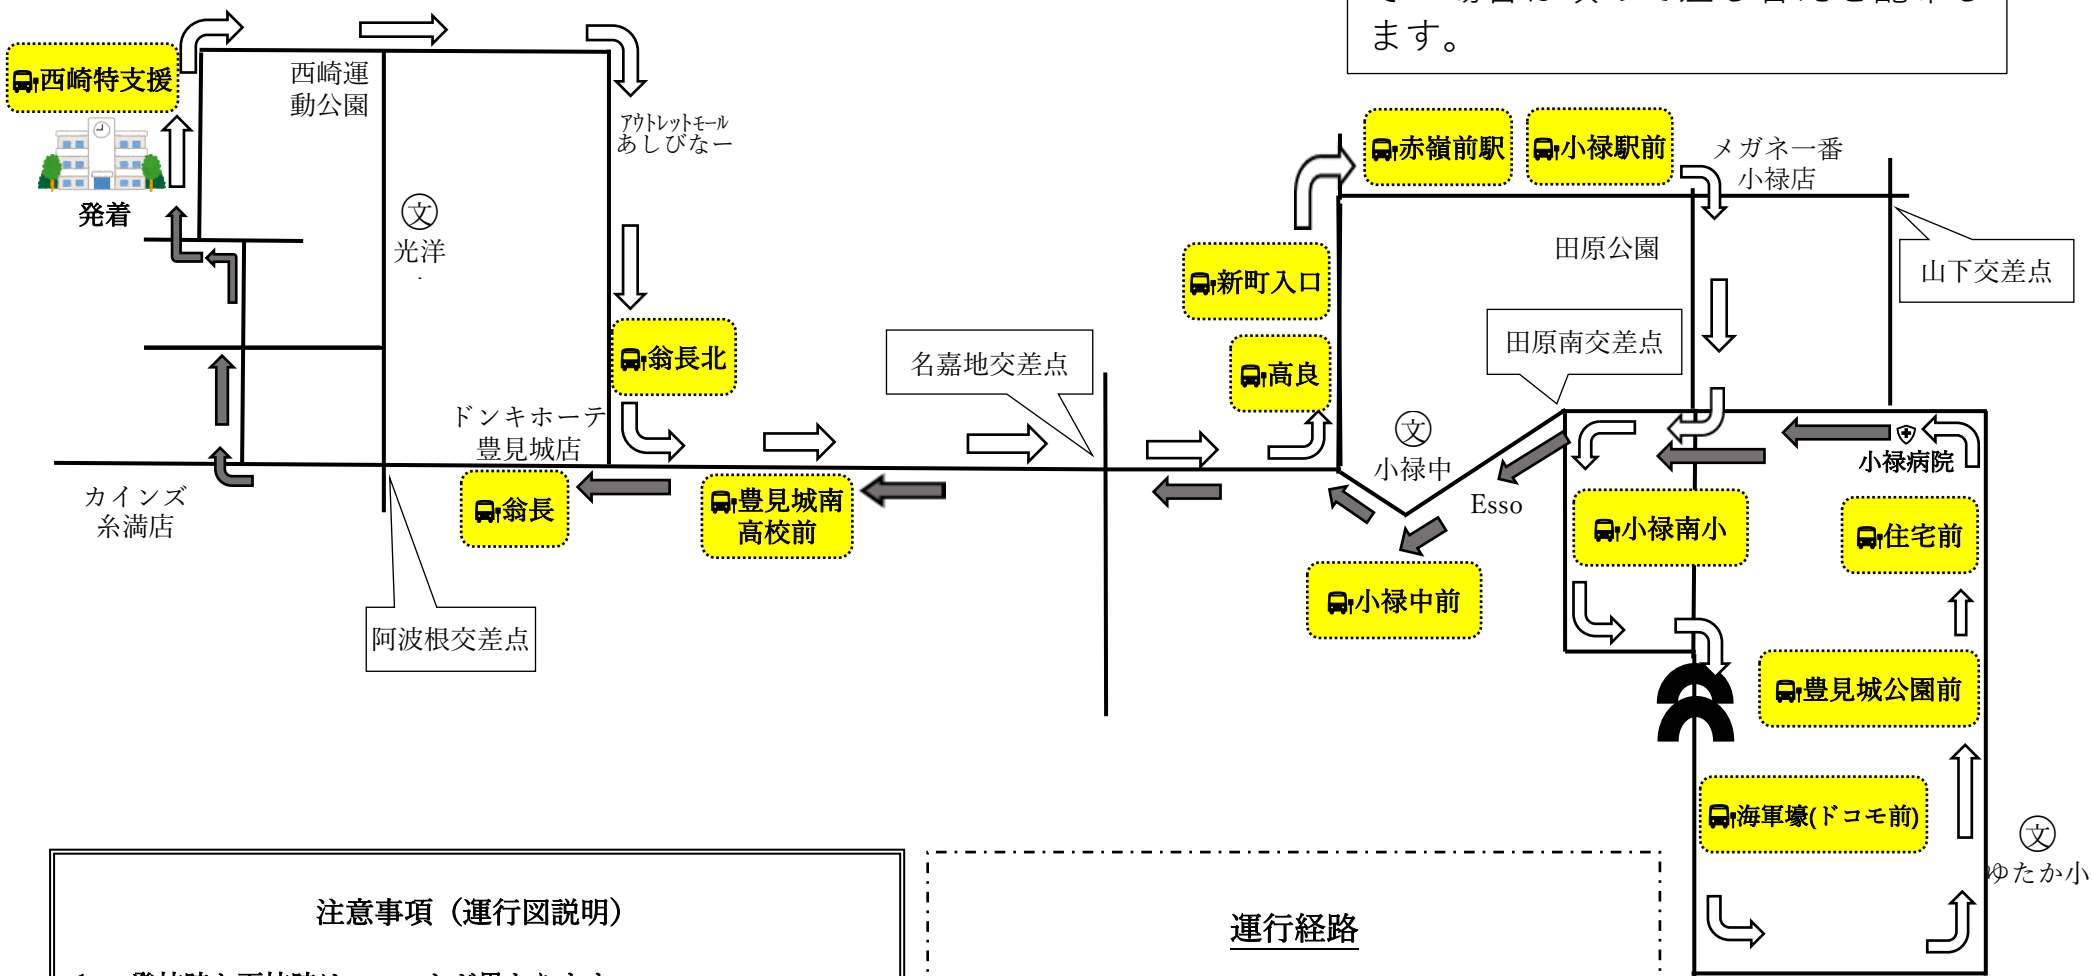 ます。
西崎特支援
発着
西崎運
動公園
アウトレットモール
あしびなー
文
光洋
翁長北
ドンキホーテ
豊見城店
カインズ
糸満店
翁長
豊見城南
高校前
阿波根交差点
名嘉地交差点
赤嶺前駅
小禄駅前
メガネ一番
小禄店
新町入口
田原公園
山下交差点
高良
田原南交差点
文
小禄中
Esso
小禄病院
小禄南小
住宅前
小禄中前
豊見城公園前
海軍壕(ドコモ前)
文
ゆたか小
注意事項（運行図説明）
運行経路